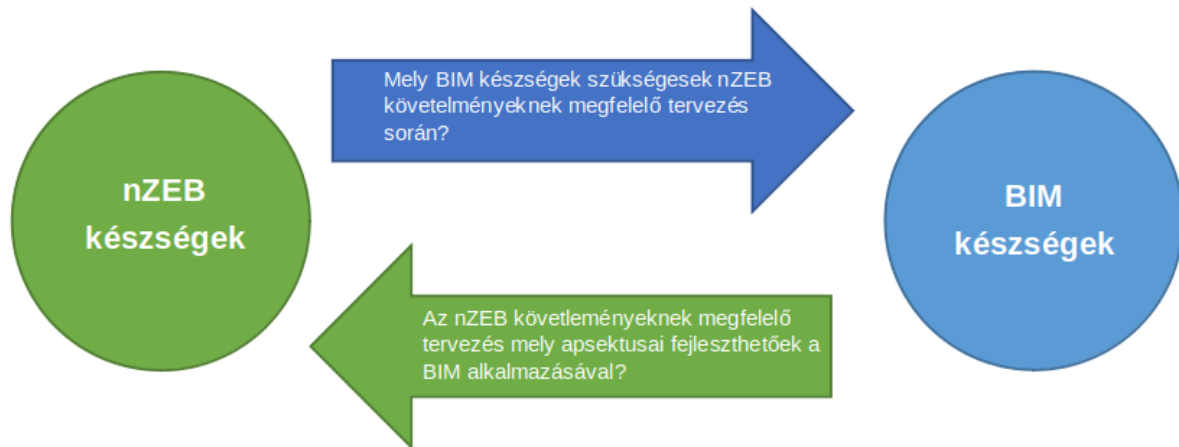 nZEB
készségek
Mely BIM készségek szükségesek nZEB
követelményeknek megfelelő tervezés
során?
BIM
készségek
Az nZEB követleményeknek megfelelő
tervezés mely apsektusai fejleszthetőek a
BIM alkalmazásával?